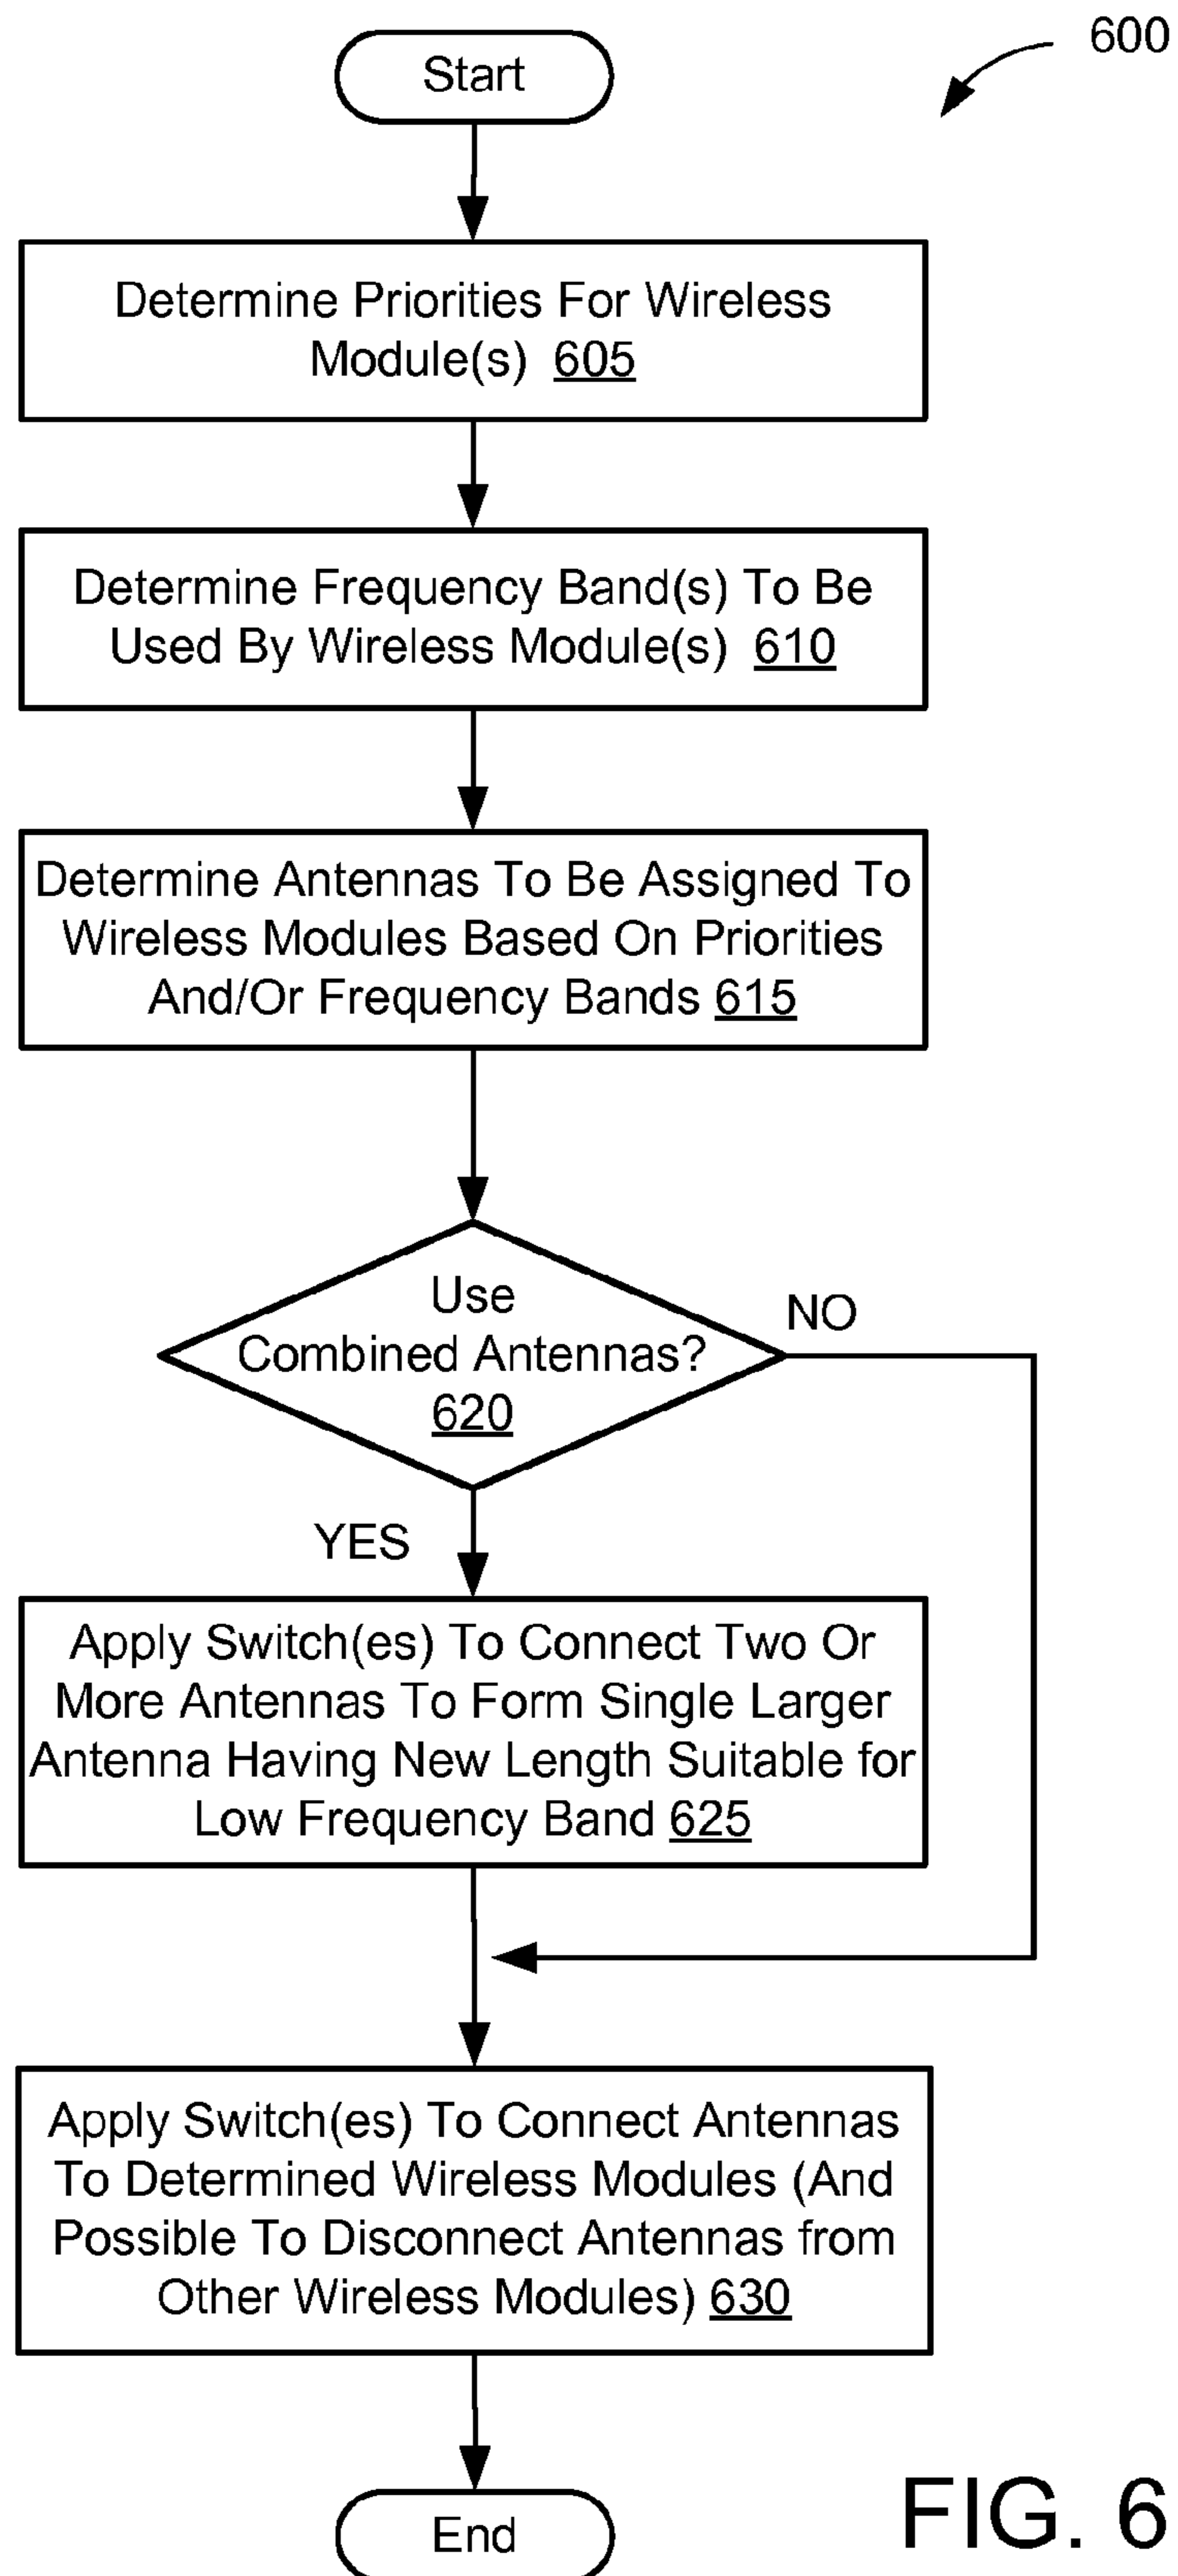 600
Start
Determine Priorities For Wireless
Module(s) 605
Determine Frequency Band(s) To Be
Used By Wireless Module(s) 610
Determine Antennas To Be Assigned To
Wireless Modules Based On Priorities
And/Or Frequency Bands 615
Use
Combined Antennas?
620
NO
YES
Apply Switch(es) To Connect Two Or
More Antennas To Form Single Larger
Antenna Having New Length Suitable for
Low Frequency Band 625
Apply Switch(es) To Connect Antennas
To Determined Wireless Modules (And
Possible To Disconnect Antennas from
Other Wireless Modules) 630
End
FIG. 6